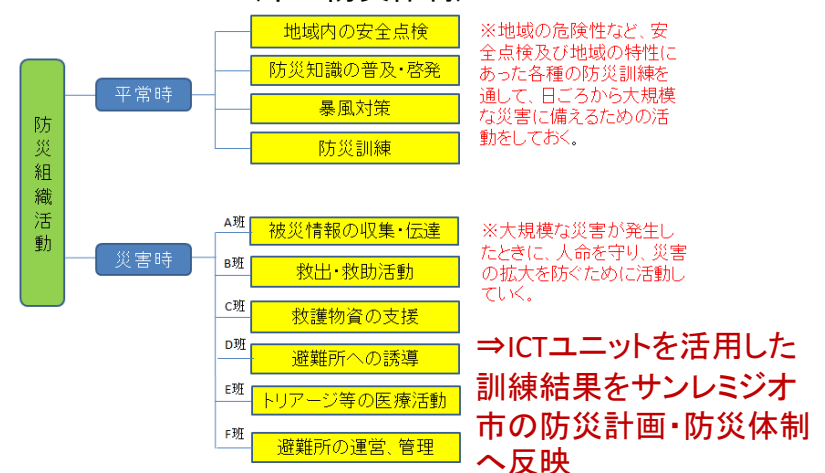 地域内の安全点検
防災知識の普及・啓発
暴風対策
防災訓練
平常時
※地域の危険性など、安
全点検及び地域の特性に
あった各種の防災訓練を
通して、日ごろから大規模
な災害に備えるための活
動をしておく。
防災組織活動
災害時
A班
被災情報の収集・伝達
B班
救出・救助活動
C班
救護物資の支援
D班
避難所への誘導
E班
トリアージ等の医療活動
F班
避難所の運営、管理
※大規模な災害が発生し
たときに、人命を守り、災害
の拡大を防ぐために活動し
ていく。
⇒ICTユニットを活用した
訓練結果をサンレミジオ
市の防災計画・防災体制
へ反映